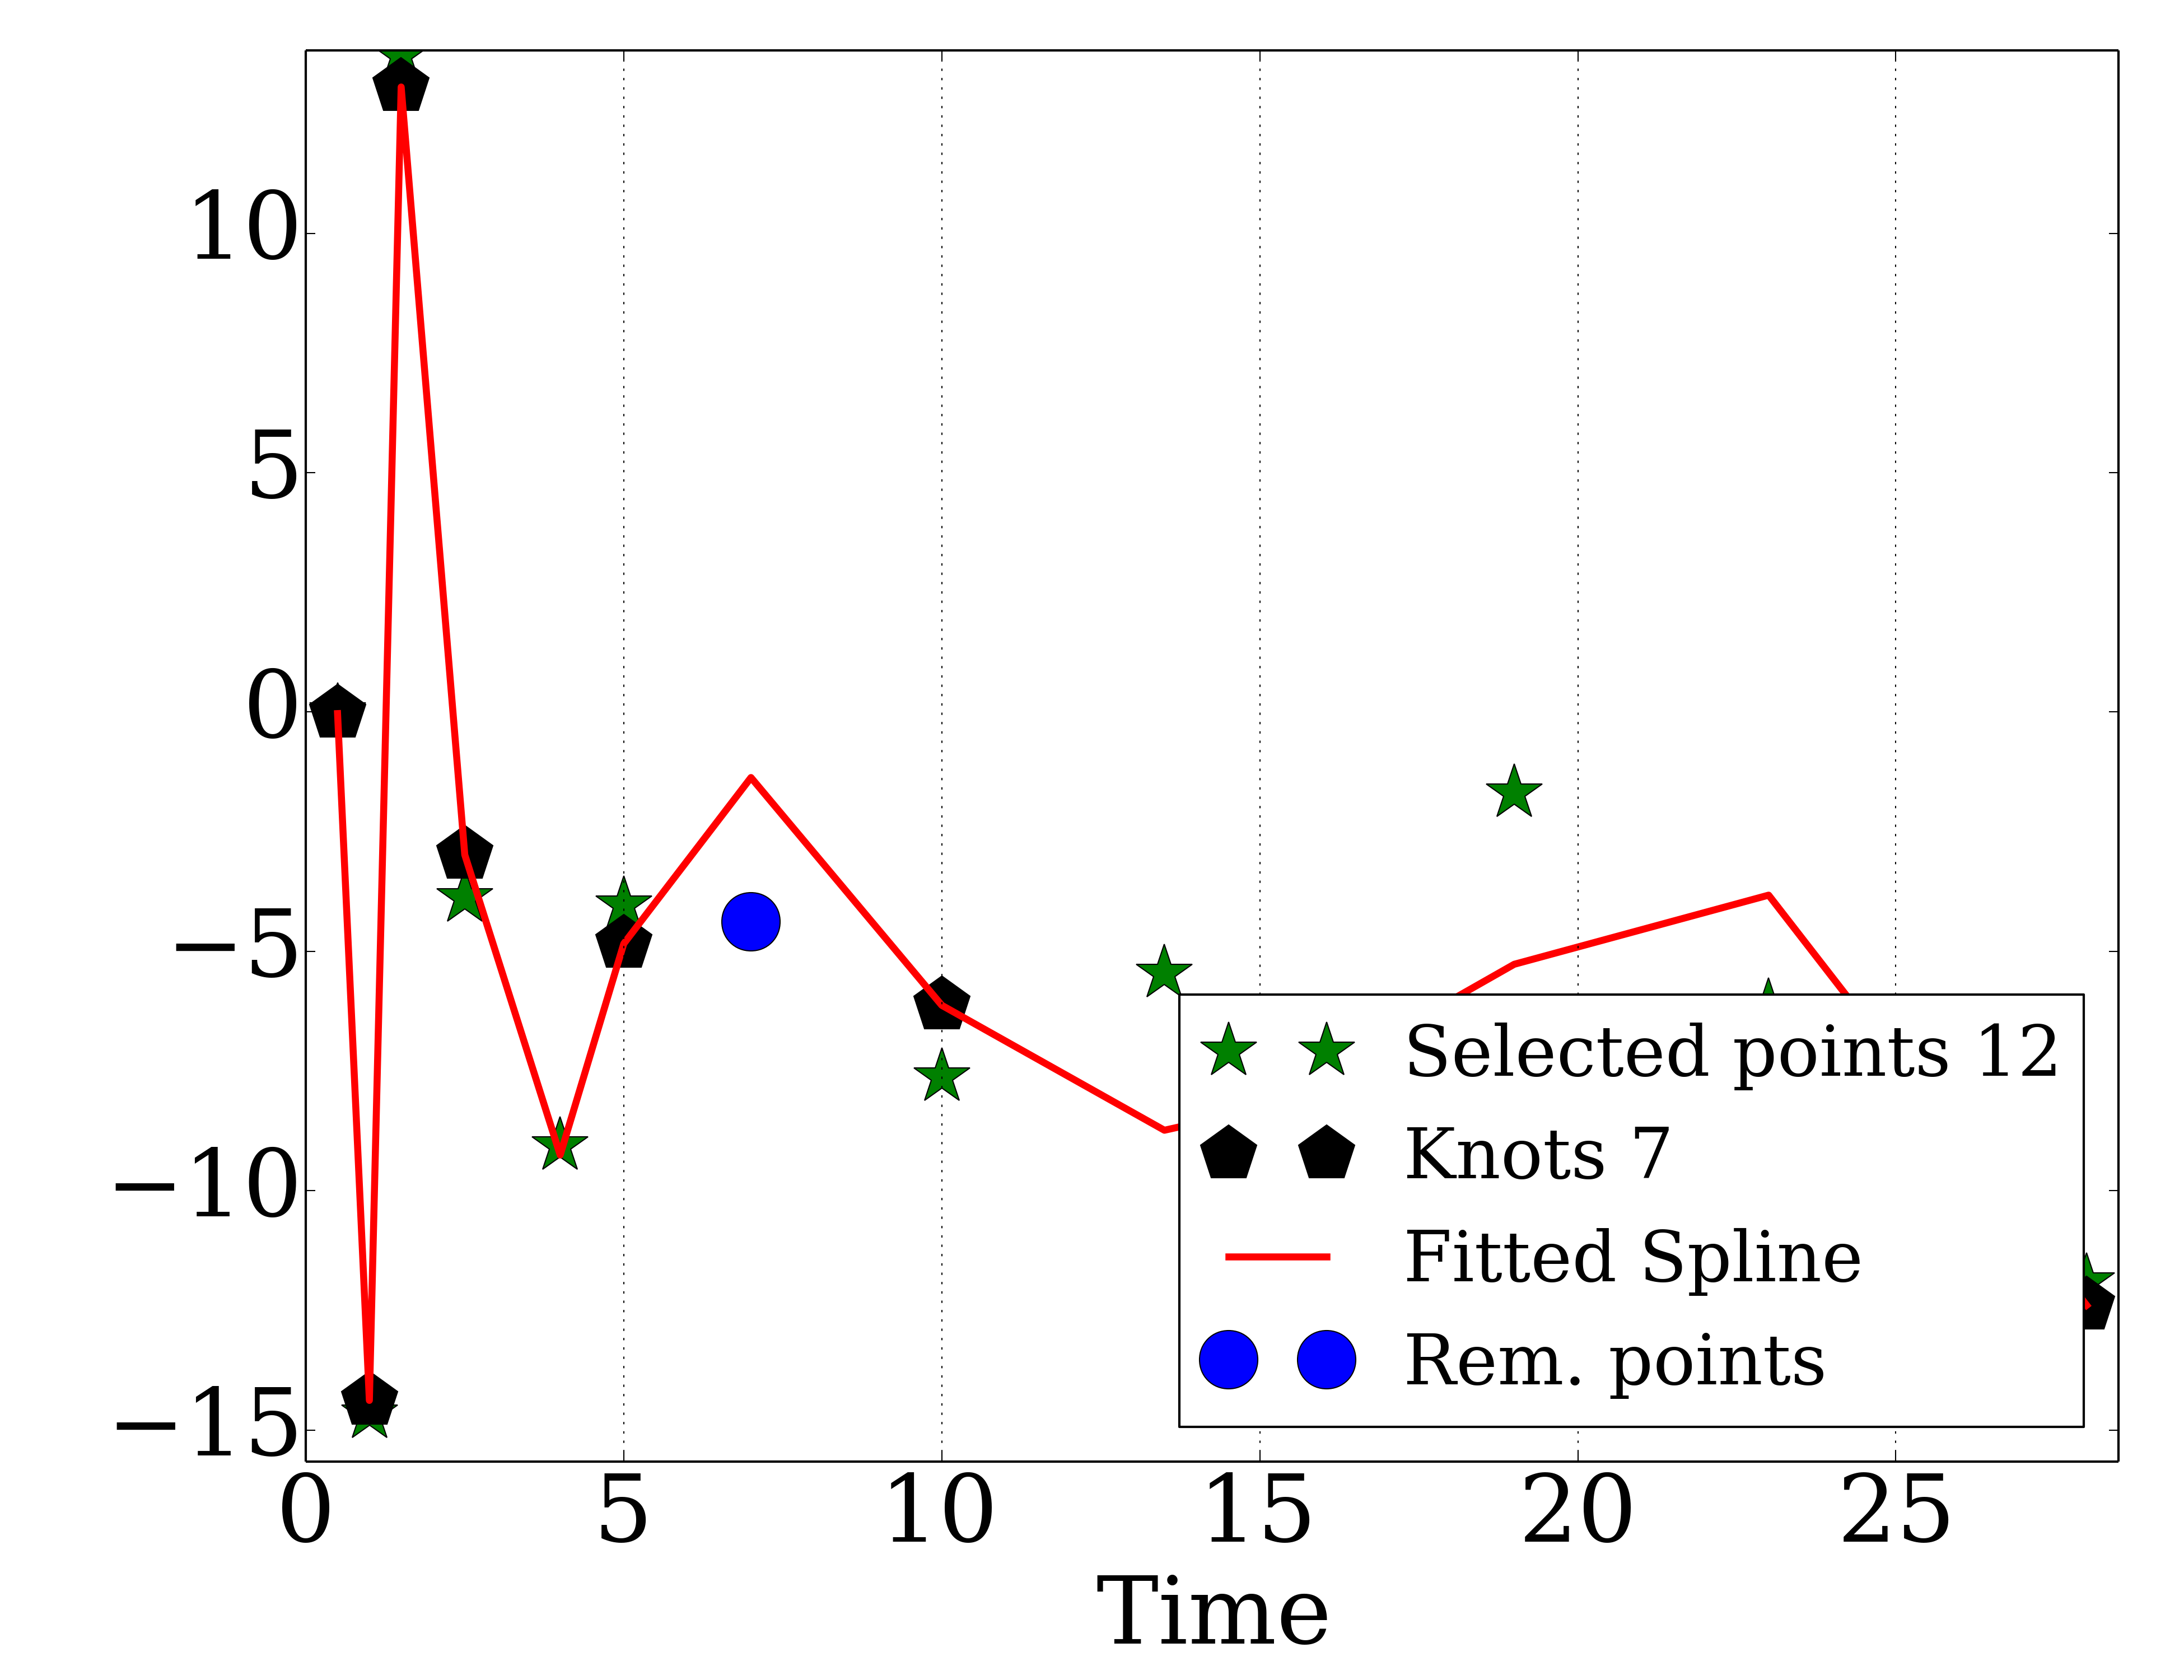 10
5
0
−5
−10
−15
0 5 10 15 20 25
Time
Selected points 12
Knots 7
Fitted Spline
Rem. points